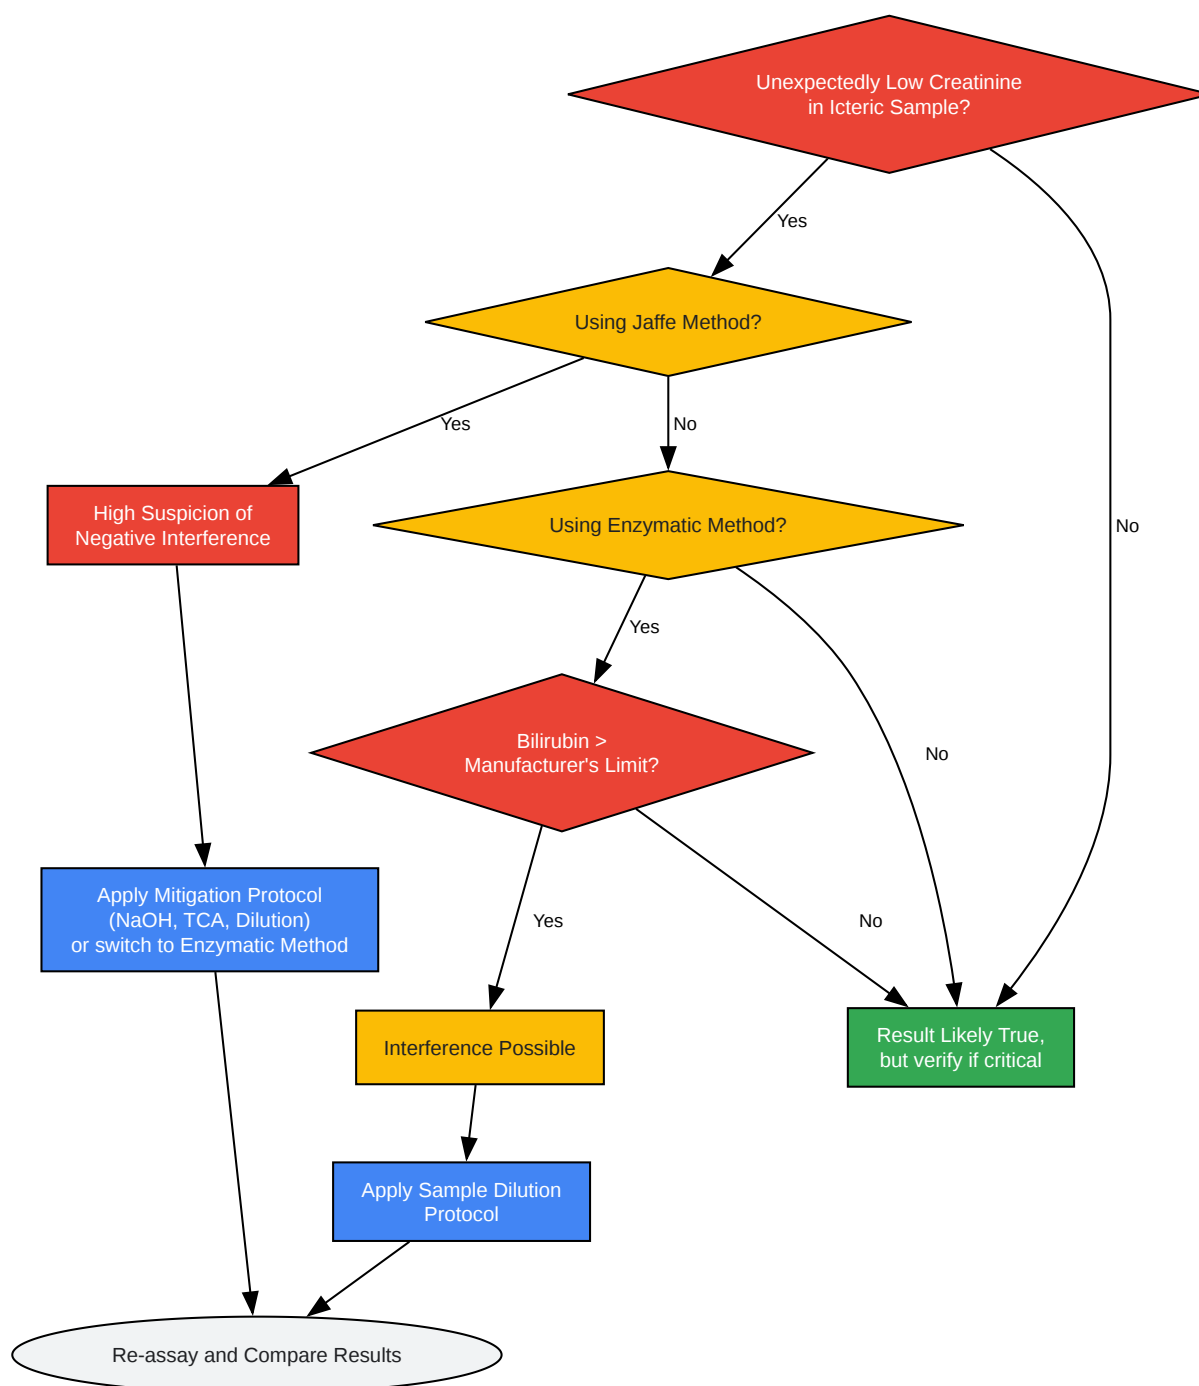 Unexpectedly Low Creatinine
in Icteric Sample?
Yes
Using Jaffe Method?
Yes
No
High Suspicion of
Negative Interference
Using Enzymatic Method?
No
Yes
Bilirubin >
Manufacturer's Limit?
No
Apply Mitigation Protocol
(NaOH, TCA, Dilution)
or switch to Enzymatic Method
Yes
No
Interference Possible
Result Likely True,
but verify if critical
Apply Sample Dilution
Protocol
Re-assay and Compare Results